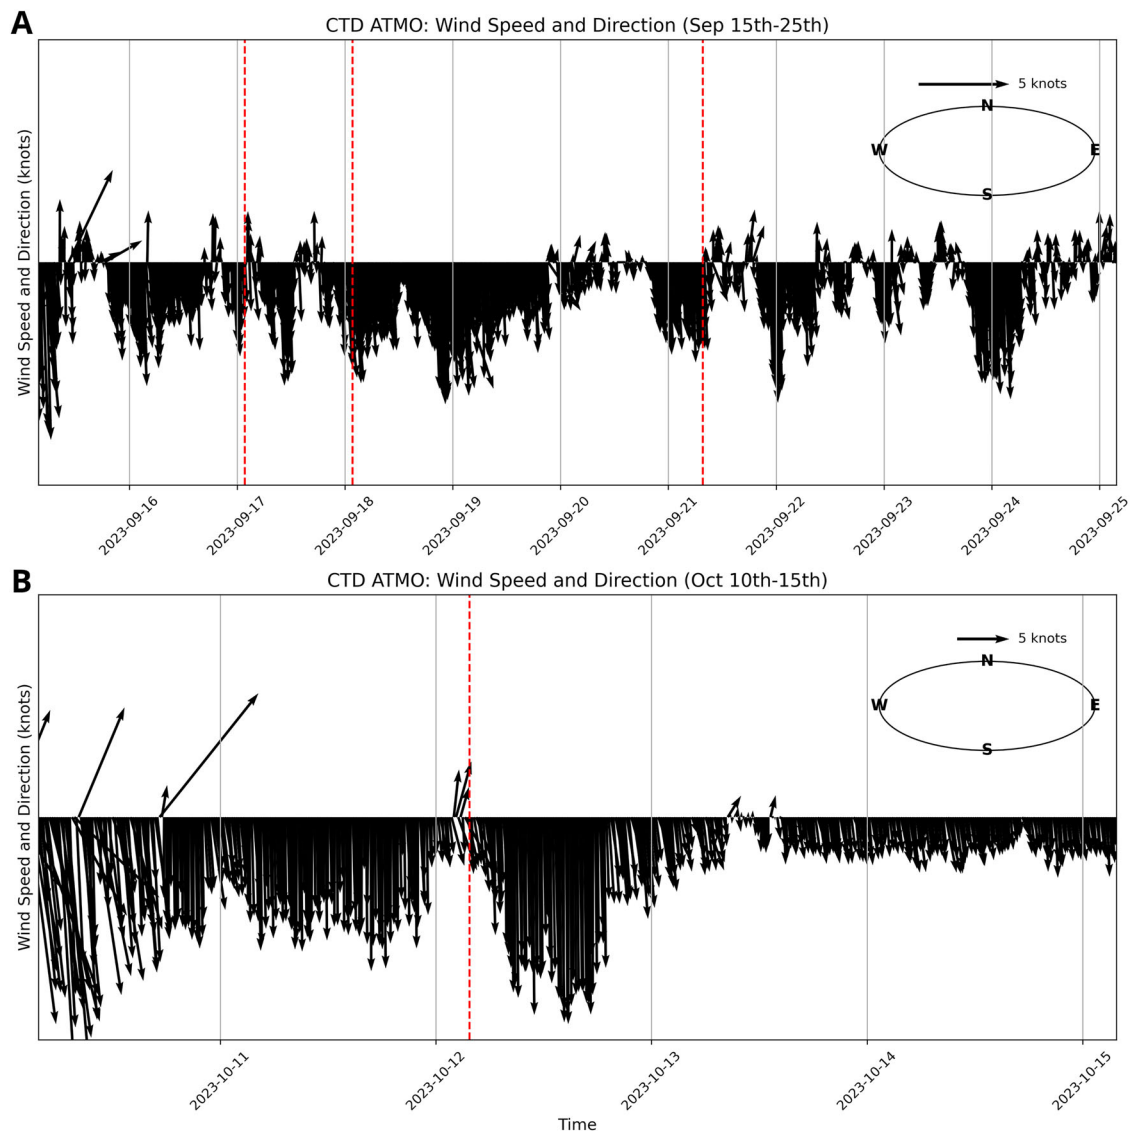 A
CTD ATMO: Wind Speed and Direction (Sep 15th-25th)
Wind Speed and Direction (knots)
5 knots
N
W
E
S
2023-09-16
2023-09-17
2023-09-18
2023-09-19
2023-09-20
2023-09-21
2023-09-22
2023-09-23
2023-09-24
2023-09-25
B
CTD ATMO: Wind Speed and Direction (Oct 10th-15th)
Wind Speed and Direction (knots)
5 knots
N
W
E
S
2023-10-11
2023-10-12
2023-10-13
2023-10-14
2023-10-15
Time